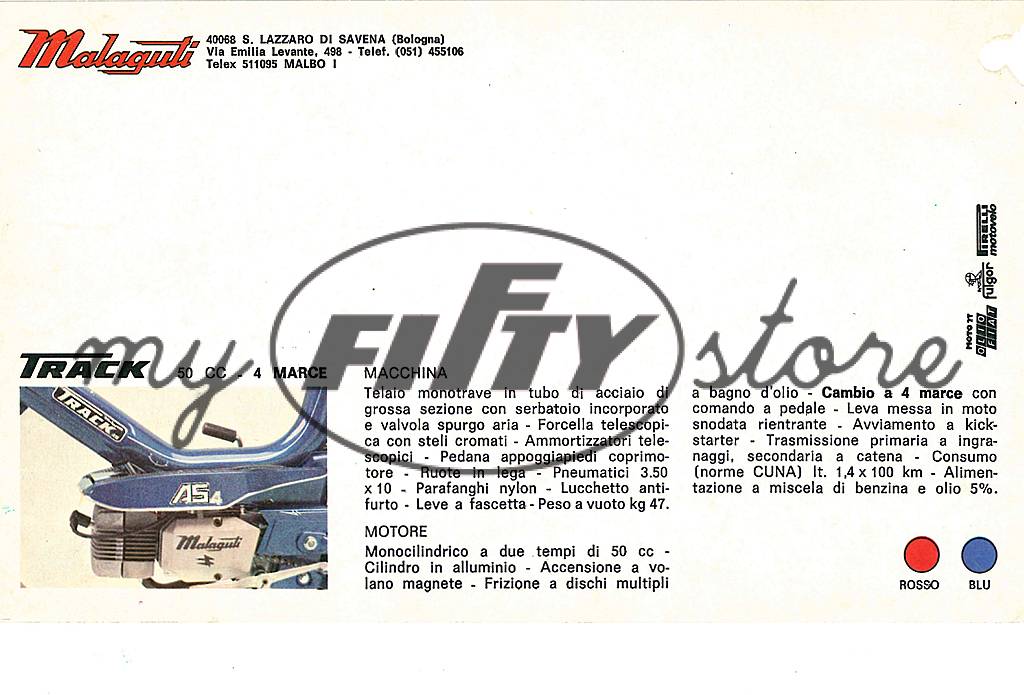 Malaguti
40068 S. LAZZARO DI SAVENA (Bologna)
Via Emilia Levante, 498 - Telef. (051) 455106
Telex 511095 MALBO I
PIRELLI
motovelo
fulgor
MOTO TT
OLIO
FIAT
my FIFTY store
TRACK
50 CC - 4 MARCE
TRACK
AS4
Malaguti
MACCHINA
Telaio monotrave in tubo di acciaio di
grossa sezione con serbatoio incorporato
e valvola spurgo aria - Forcella telescopi-
ca con steli cromati - Ammortizzatori tele-
scopici - Pedana appoggiapiedi coprimo-
tore - Ruote in lega - Pneumatici 3.50
x 10 - Parafanghi nylon - Lucchetto anti-
furto - Leve a fascetta - Peso a vuoto kg 47.
MOTORE
Monocilindrico a due tempi di 50 cc -
Cilindro in alluminio - Accensione a vo-
lano magnete - Frizione a dischi multipli
a bagno d'olio - Cambio a 4 marce con
comando a pedale - Leva messa in moto
snodata rientrante - Avviamento a kick-
starter - Trasmissione primaria a ingra-
naggi, secondaria a catena - Consumo
(norme CUNA) lt. 1,4 x 100 km - Alimen-
tazione a miscela di benzina e olio 5%.
ROSSO
BLU